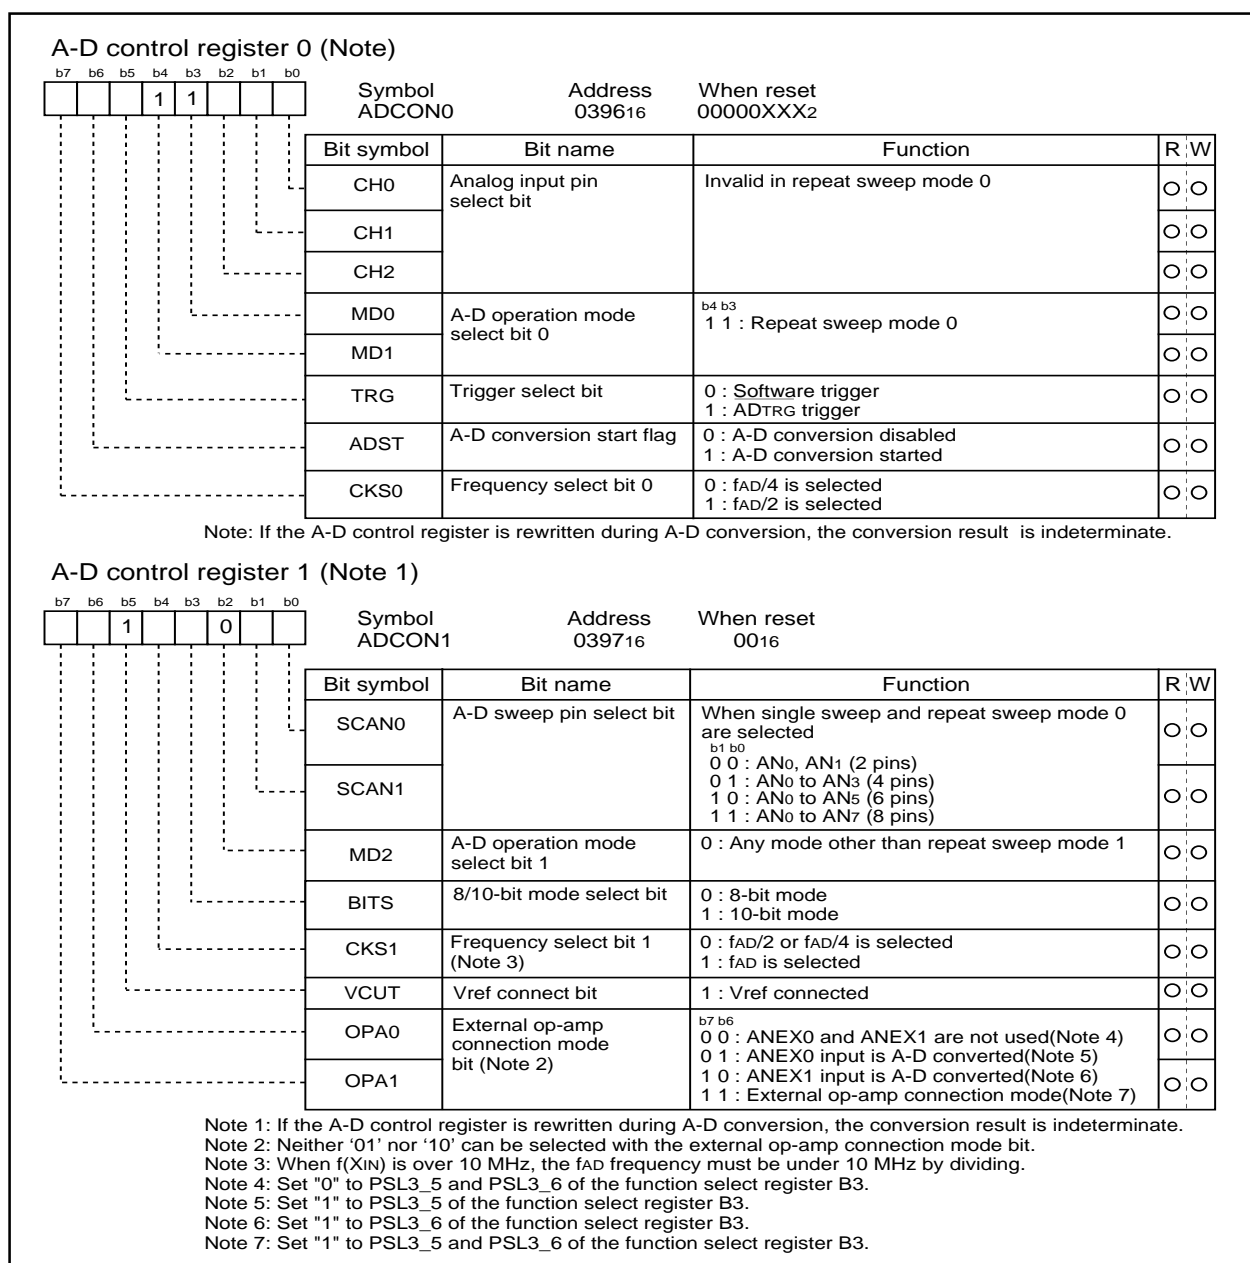 A-D control register 0 (Note)
b7 b6 b5 b4 b3 b2 b1 b0
1 1
Symbol Address When reset
ADCON0 039616 00000XXX2
Bit symbol Bit name Function R W
CH0 Analog input pin select bit Invalid in repeat sweep mode 0 O O
CH1 O O
CH2 O O
MD0 A-D operation mode select bit 0 b4 b3
1 1 : Repeat sweep mode 0 O O
MD1 O O
TRG Trigger select bit 0 : Software trigger
1 : ADTRG trigger O O
ADST A-D conversion start flag 0 : A-D conversion disabled
1 : A-D conversion started O O
CKS0 Frequency select bit 0 0 : fAD/4 is selected
1 : fAD/2 is selected O O
Note: If the A-D control register is rewritten during A-D conversion, the conversion result is indeterminate.
A-D control register 1 (Note 1)
b7 b6 b5 b4 b3 b2 b1 b0
1 0
Symbol Address When reset
ADCON1 039716 0016
Bit symbol Bit name Function R W
SCAN0 A-D sweep pin select bit When single sweep and repeat sweep mode 0
are selected O O
b1 b0
0 0 : AN0, AN1 (2 pins)
SCAN1 0 1 : AN0 to AN3 (4 pins)
1 0 : AN0 to AN5 (6 pins) O O
1 1 : AN0 to AN7 (8 pins)
MD2 A-D operation mode select bit 1 0 : Any mode other than repeat sweep mode 1 O O
BITS 8/10-bit mode select bit 0 : 8-bit mode
1 : 10-bit mode O O
CKS1 Frequency select bit 1 (Note 3) 0 : fAD/2 or fAD/4 is selected
1 : fAD is selected O O
VCUT Vref connect bit 1 : Vref connected O O
OPA0 External op-amp connection mode bit (Note 2) b7 b6
0 0 : ANEX0 and ANEX1 are not used(Note 4) O O
0 1 : ANEX0 input is A-D converted(Note 5)
OPA1 1 0 : ANEX1 input is A-D converted(Note 6) O O
1 1 : External op-amp connection mode(Note 7)
Note 1: If the A-D control register is rewritten during A-D conversion, the conversion result is indeterminate.
Note 2: Neither ‘01’ nor ‘10’ can be selected with the external op-amp connection mode bit.
Note 3: When f(XIN) is over 10 MHz, the fAD frequency must be under 10 MHz by dividing.
Note 4: Set "0" to PSL3_5 and PSL3_6 of the function select register B3.
Note 5: Set "1" to PSL3_5 of the function select register B3.
Note 6: Set "1" to PSL3_6 of the function select register B3.
Note 7: Set "1" to PSL3_5 and PSL3_6 of the function select register B3.